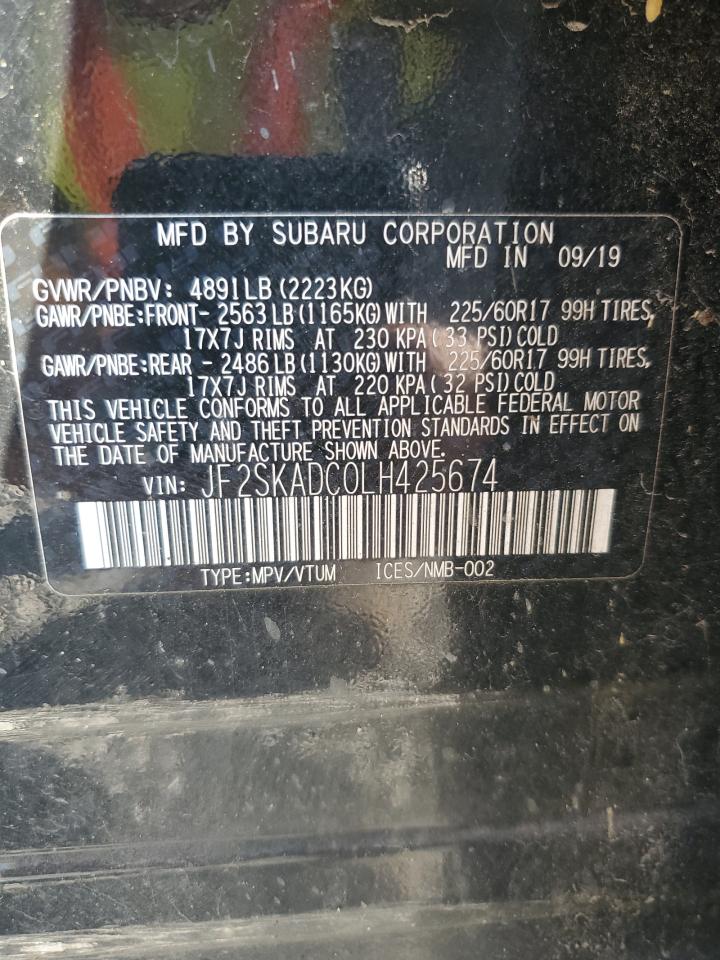 MFD BY SUBARU CORPORATION
MFD IN 09/19
GVWR/PNBV: 4891LB (2223KG)
GAWR/PNBE:FRONT- 2563LB (1165KG)WITH 225/60R17 99H TIRES,
17X7J RIMS AT 230 KPA( 33 PSI)COLD
GAWR/PNBE:REAR - 2486LB (1130KG)WITH 225/60R17 99H TIRES,
17X7J RIMS AT 220 KPA( 32 PSI)COLD
THIS VEHICLE CONFORMS TO ALL APPLICABLE FEDERAL MOTOR
VEHICLE SAFETY AND THEFT PREVENTION STANDARDS IN EFFECT ON
THE DATE OF MANUFACTURE SHOWN ABOVE.
VIN: JF2SKADC0LH425674
TYPE:MPV/VTUM ICES/NMB-002